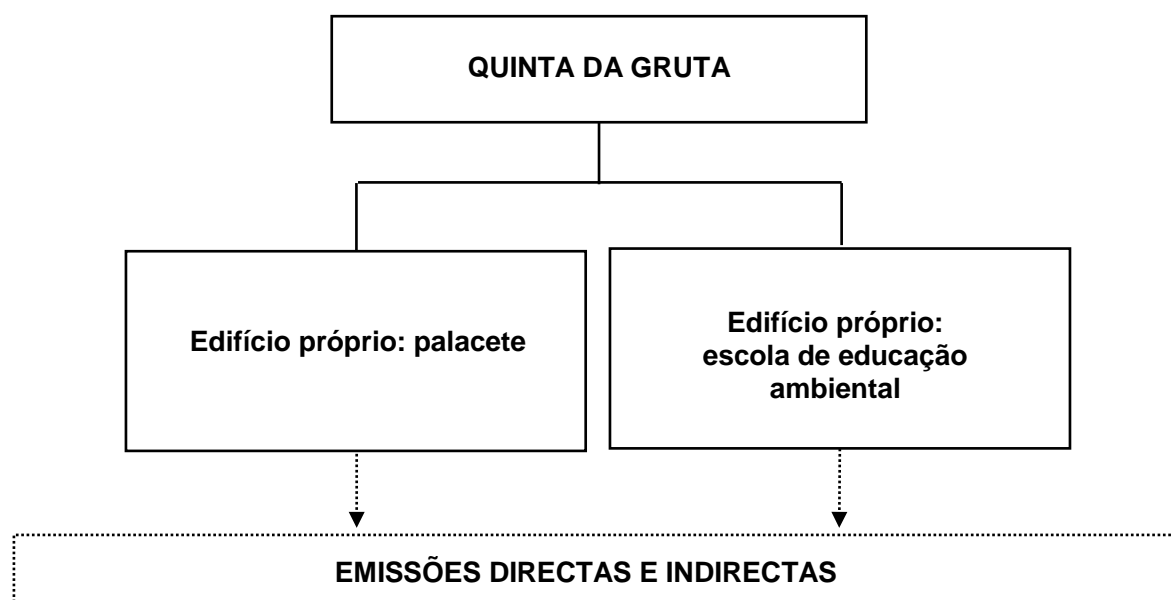 QUINTA DA GRUTA
Edifício próprio: palacete
Edifício próprio:
escola de educação
ambiental
EMISSÕES DIRECTAS E INDIRECTAS